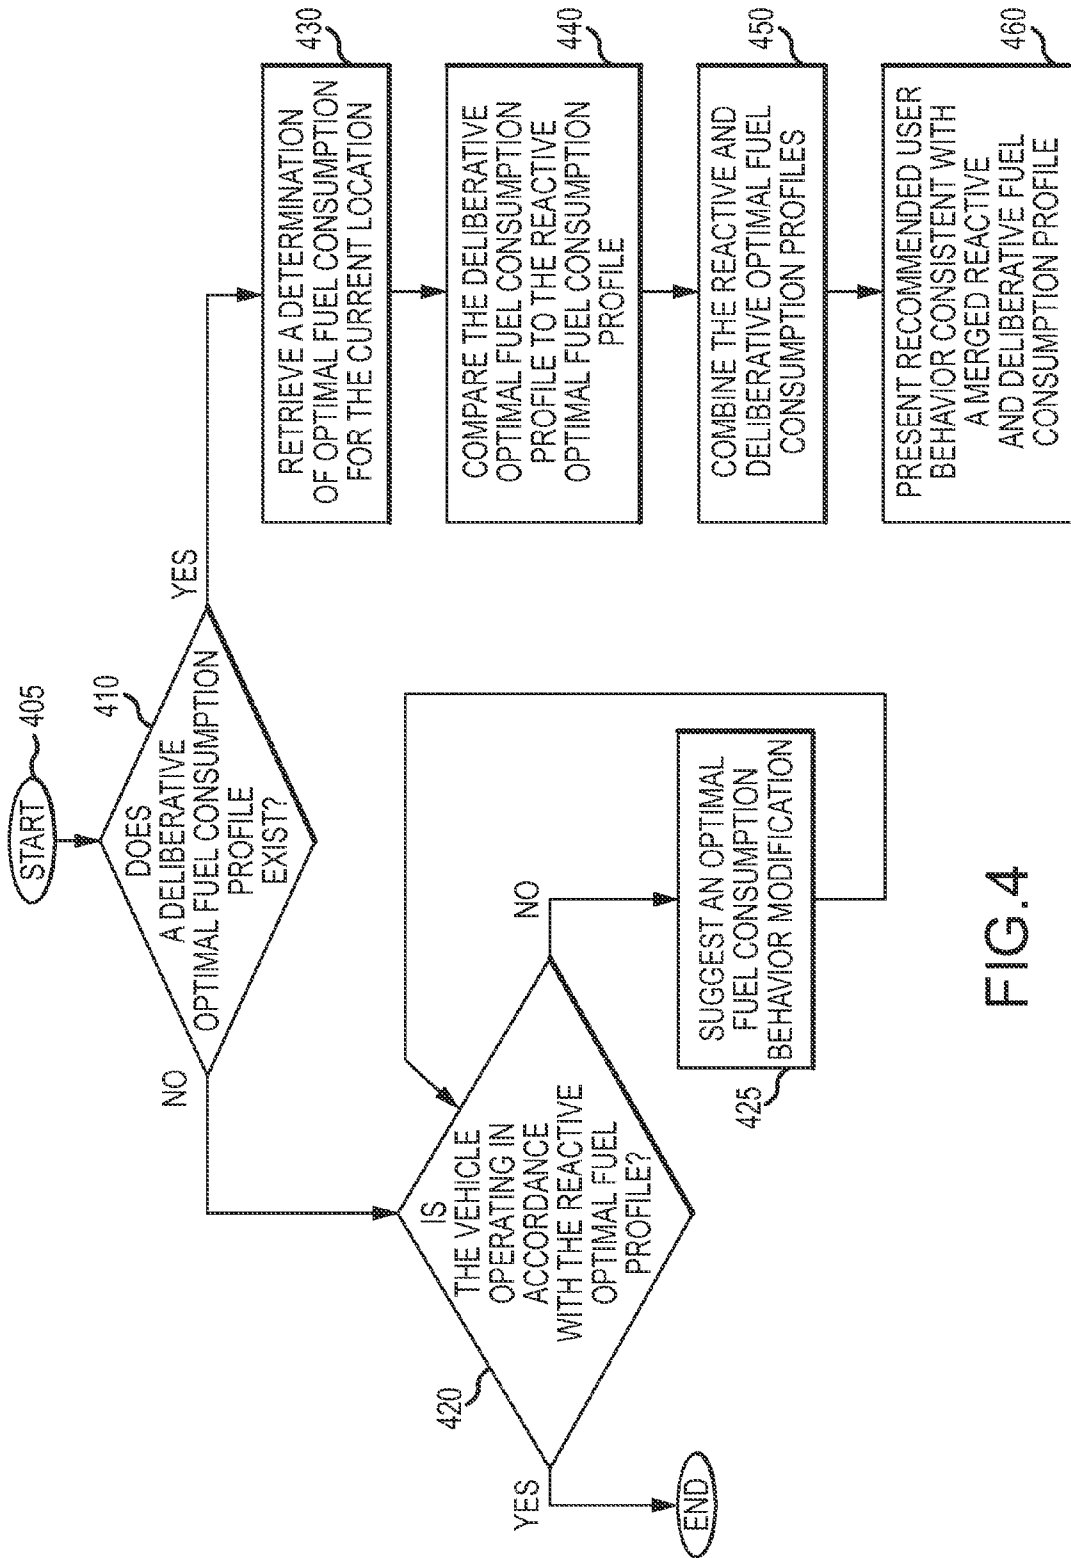 START
405
DOES
A DELIBERATIVE
OPTIMAL FUEL CONSUMPTION
PROFILE
EXIST?
410
NO
YES
IS
THE VEHICLE
OPERATING IN
ACCORDANCE
WITH THE REACTIVE
OPTIMAL FUEL
PROFILE?
420
YES
NO
END
SUGGEST AN OPTIMAL
FUEL CONSUMPTION
BEHAVIOR MODIFICATION
425
RETRIEVE A DETERMINATION
OF OPTIMAL FUEL CONSUMPTION
FOR THE CURRENT LOCATION
430
COMPARE THE DELIBERATIVE
OPTIMAL FUEL CONSUMPTION
PROFILE TO THE REACTIVE
OPTIMAL FUEL CONSUMPTION
PROFILE
440
COMBINE THE REACTIVE AND
DELIBERATIVE OPTIMAL FUEL
CONSUMPTION PROFILES
450
PRESENT RECOMMENDED USER
BEHAVIOR CONSISTENT WITH
A MERGED REACTIVE
AND DELIBERATIVE FUEL
CONSUMPTION PROFILE
460
FIG.4